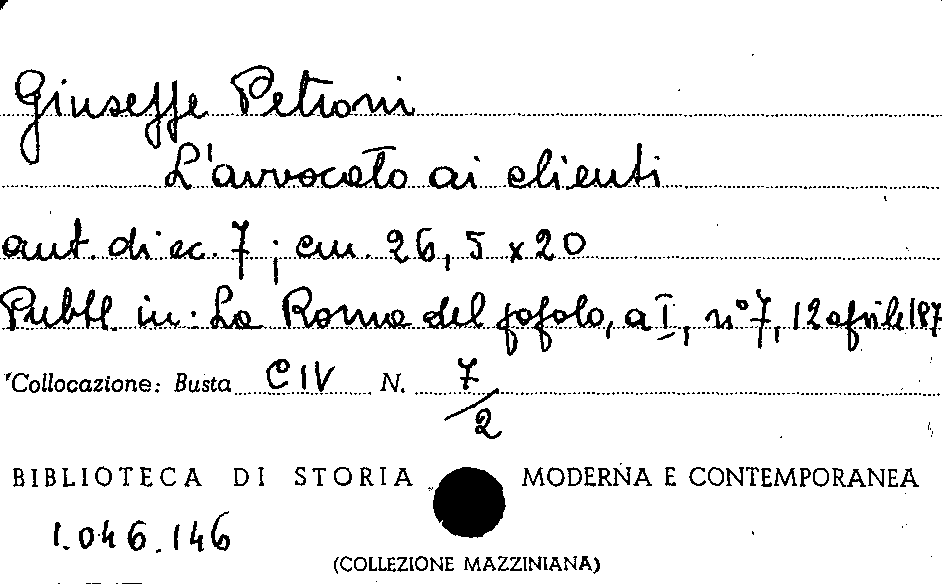 Giuseppe Petroni
L'avvocato ai clienti
aut. di cc. 7 ; cm. 26,5 x 20
Pubbl. in: La Roma del popolo, a I, n° 7, 12 aprile 187
Collocazione: Busta CIV N. 7/2
BIBLIOTECA DI STORIA MODERNA E CONTEMPORANEA
1.046.146
(COLLEZIONE MAZZINIANA)